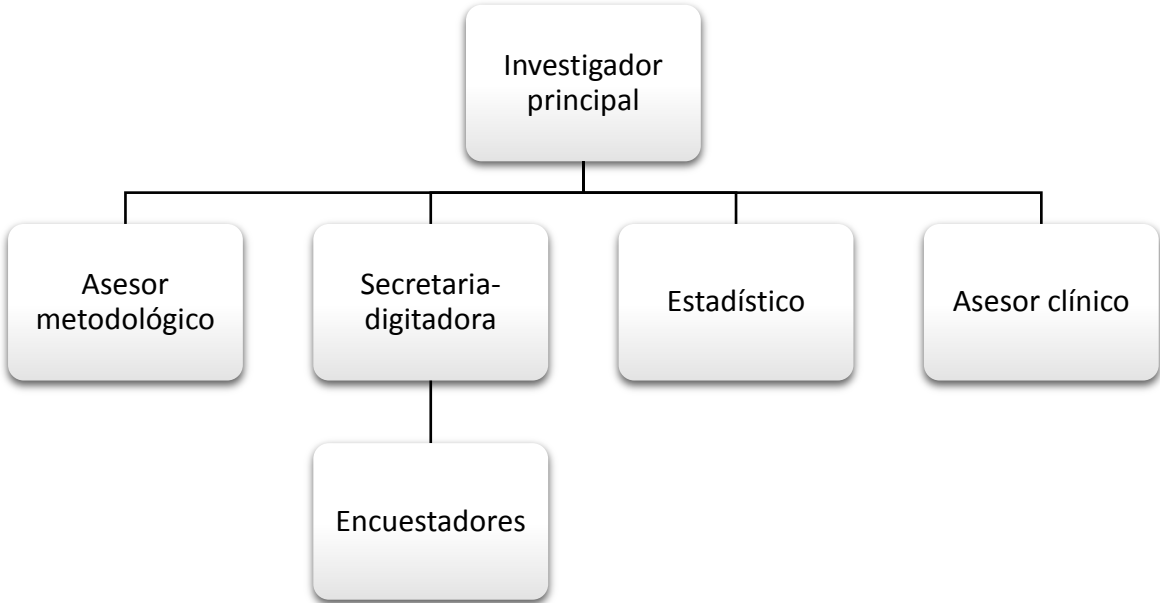 Investigador
principal
Asesor
metodológico
Secretaria-
digitadora
Estadístico
Asesor clínico
Encuestadores